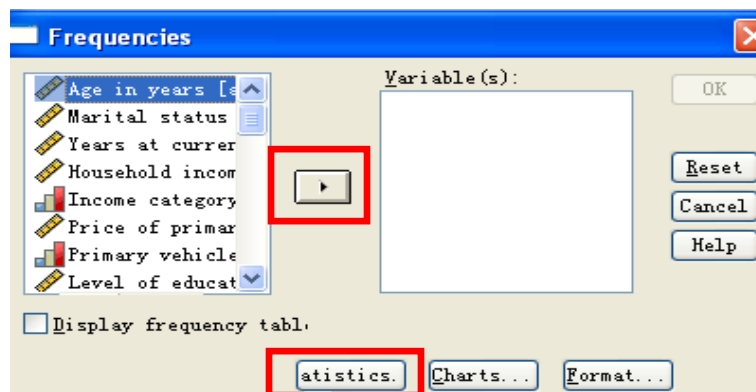 Frequencies
Age in years [s
Marital status
Years at curren
Household incom
Income category
Price of primar
Primary vehicle
Level of educat
Variable(s):
OK
Reset
Cancel
Help
Display frequency tabl
atistics.
Charts...
Format...